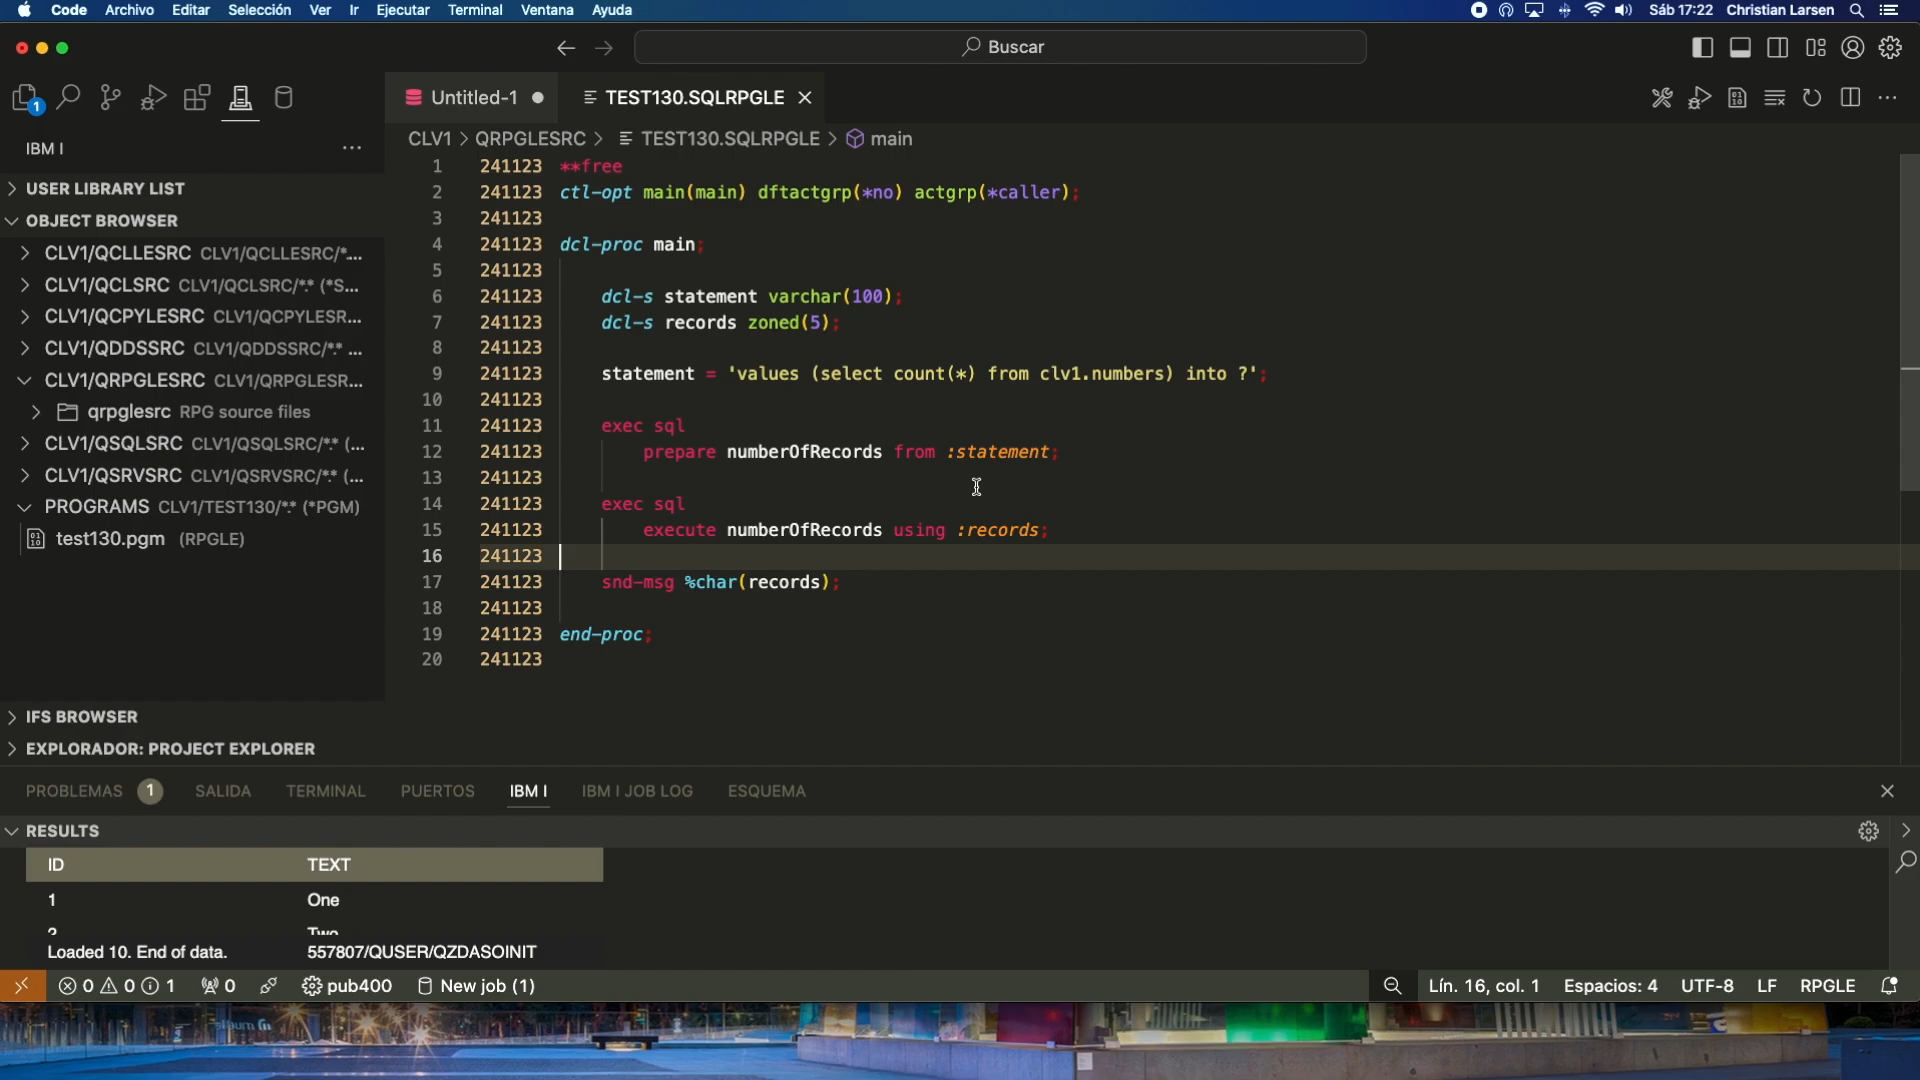 Code Archivo Editar Selección Ver Ir Ejecutar Terminal Ventana Ayuda Sáb 17:22 Christian Larsen
Buscar
1
Untitled-1
TEST130.SQLRPGLE
IBM I
CLV1 > QRPGLESRC > TEST130.SQLRPGLE > main
USER LIBRARY LIST
OBJECT BROWSER
CLV1/QCLLESRC CLV1/QCLLESRC/*....
CLV1/QCLSRC CLV1/QCLSRC/*.* (*S...
CLV1/QCPYLESRC CLV1/QCPYLESR...
CLV1/QDDSSRC CLV1/QDDSSRC/*.* ...
CLV1/QRPGLESRC CLV1/QRPGLESR...
qrpglesrc RPG source files
CLV1/QSQLSRC CLV1/QSQLSRC/*.* (...
CLV1/QSRVSRC CLV1/QSRVSRC/*.* (...
PROGRAMS CLV1/TEST130/*.* (*PGM)
test130.pgm (RPGLE)
IFS BROWSER
EXPLORADOR: PROJECT EXPLORER
1 241123 **free
2 241123 ctl-opt main(main) dftactgrp(*no) actgrp(*caller);
3 241123
4 241123 dcl-proc main;
5 241123
6 241123 dcl-s statement varchar(100);
7 241123 dcl-s records zoned(5);
8 241123
9 241123 statement = 'values (select count(*) from clv1.numbers) into ?';
10 241123
11 241123 exec sql
12 241123 prepare numberOfRecords from :statement;
13 241123
14 241123 exec sql
15 241123 execute numberOfRecords using :records;
16 241123
17 241123 snd-msg %char(records);
18 241123
19 241123 end-proc;
20 241123
PROBLEMAS 1 SALIDA TERMINAL PUERTOS IBM I IBM I JOB LOG ESQUEMA
RESULTS
ID TEXT
1 One
2 Two
Loaded 10. End of data. 557807/QUSER/QZDASOINIT
0 0 1 0 pub400 New job (1) Lín. 16, col. 1 Espacios: 4 UTF-8 LF RPGLE